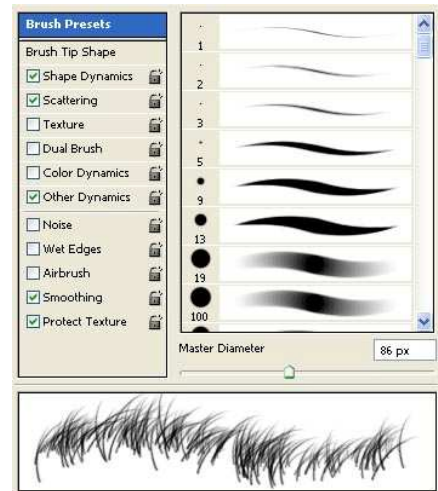 Brush Presets
Brush Tip Shape
Shape Dynamics
Scattering
Texture
Dual Brush
Color Dynamics
Other Dynamics
Noise
Wet Edges
Airbrush
Smoothing
Protect Texture
1
2
3
5
9
13
19
100
Master Diameter
86 px